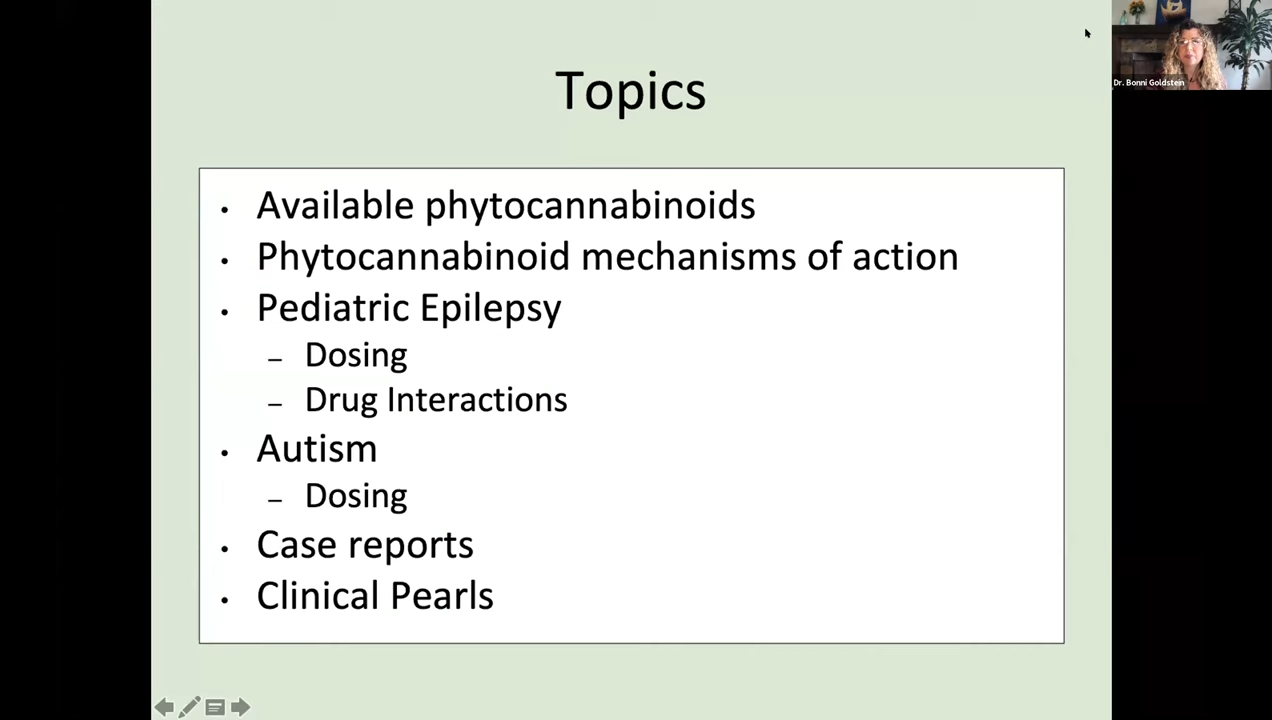 Topics
• Available phytocannabinoids
• Phytocannabinoid mechanisms of action
• Pediatric Epilepsy
– Dosing
– Drug Interactions
• Autism
– Dosing
• Case reports
• Clinical Pearls
Dr. Bonni Goldstein